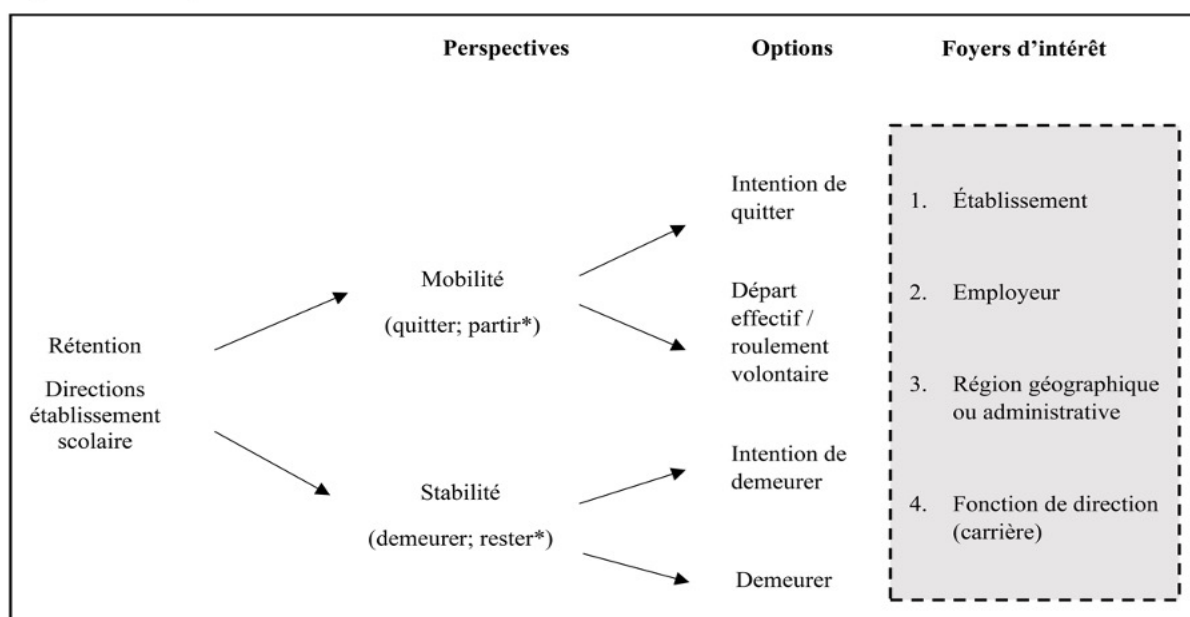 Perspectives
Options
Foyers d'intérêt
Rétention
Directions
établissement
scolaire
Mobilité
(quitter; partir*)
Stabilité
(demeurer; rester*)
Intention de
quitter
Départ
effectif /
roulement
volontaire
Intention de
demeurer
Demeurer
1. Établissement
2. Employeur
3. Région géographique
ou administrative
4. Fonction de direction
(carrière)